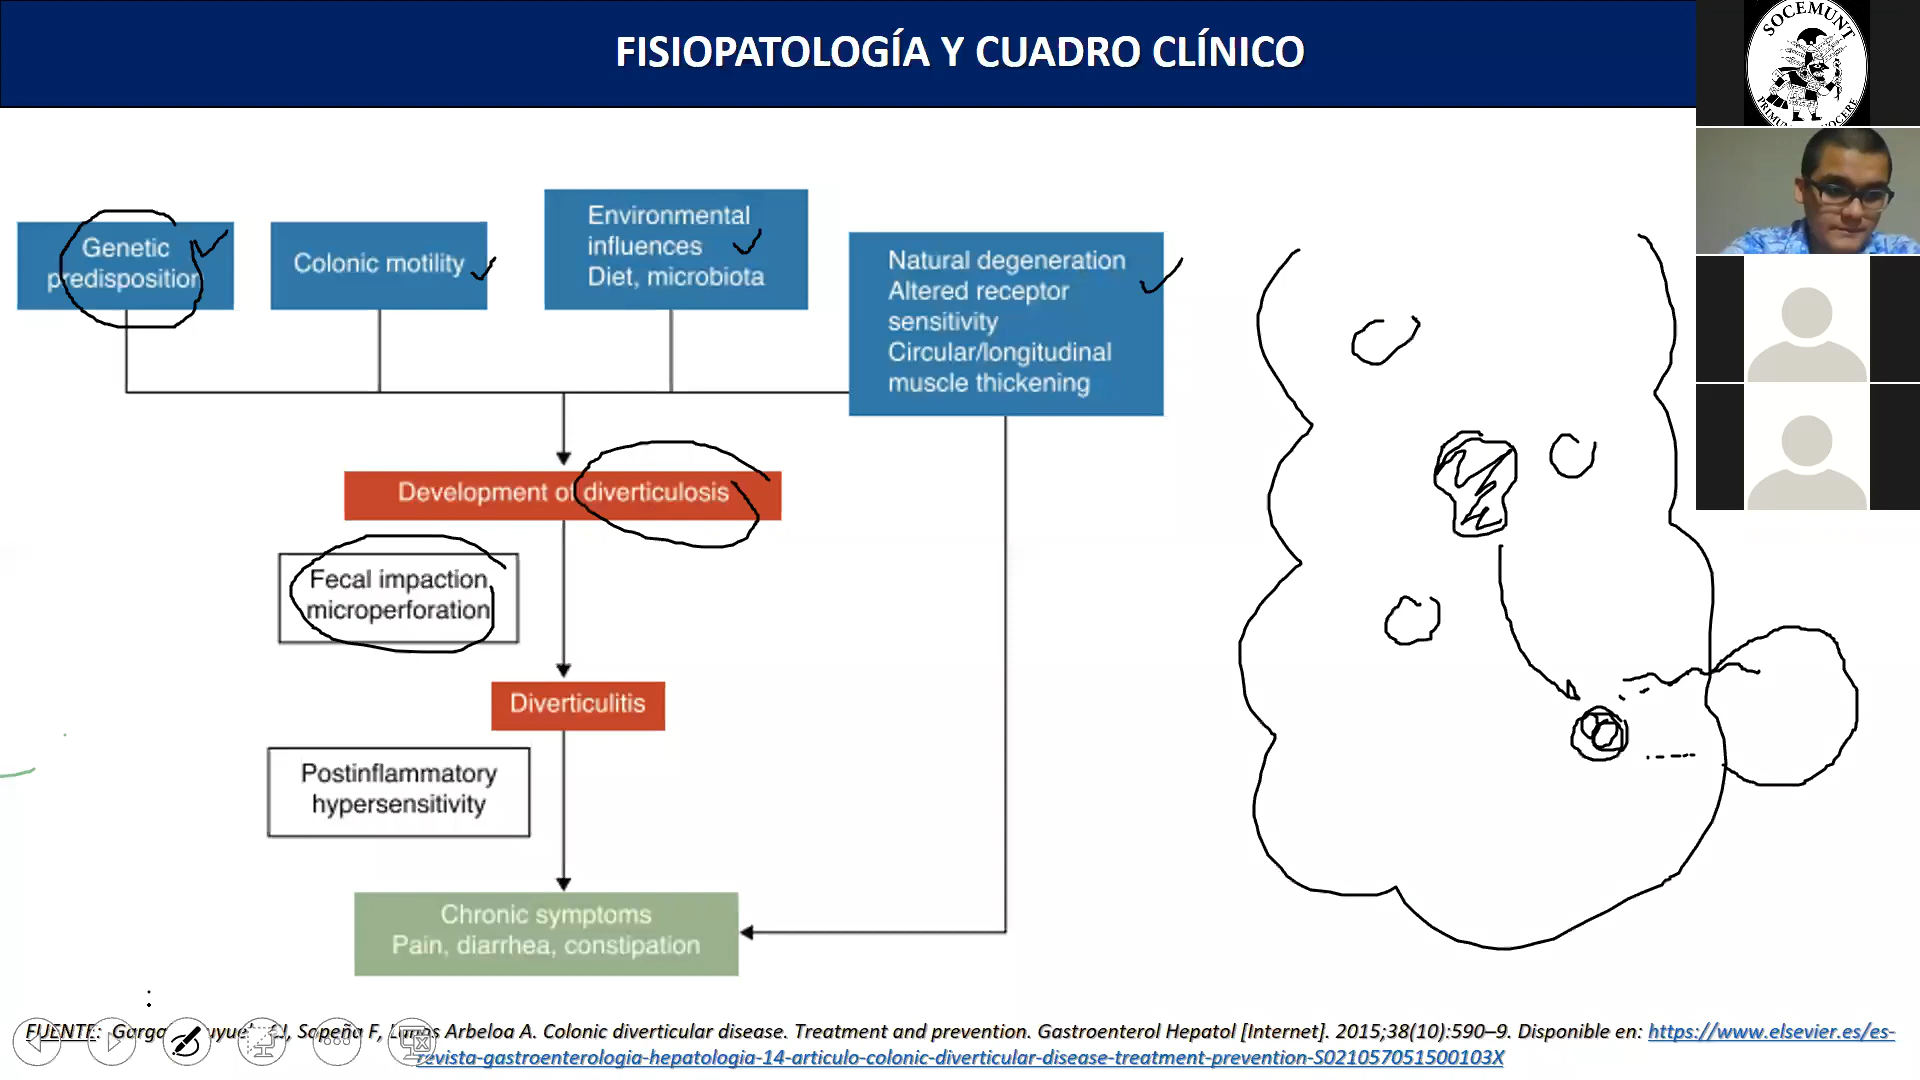 FISIOPATOLOGÍA Y CUADRO CLÍNICO
SOCEMUNT
Genetic
predisposition
Colonic motility
Environmental
influences
Diet, microbiota
Natural degeneration
Altered receptor
sensitivity
Circular/longitudinal
muscle thickening
Development of diverticulosis
Fecal impaction
microperforation
Diverticulitis
Postinflammatory
hypersensitivity
Chronic symptoms
Pain, diarrhea, constipation
FUENTE: F, Arbeloa A. Colonic diverticular disease. Treatment and prevention. Gastroenterol Hepatol [Internet]. 2015;38(10):590–9. Disponible en: https://www.elsevier.es/es-
revista-gastroenterologia-hepatologia-14-articulo-colonic-diverticular-disease-treatment-prevention-S021057051500103X